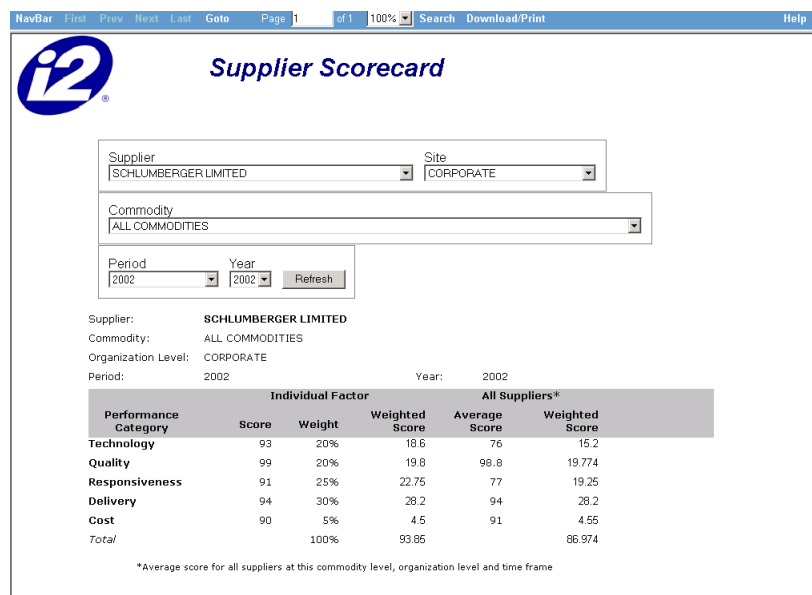 NavBar First Prev Next Last Goto Page 1 of 1 100% Search Download/Print Help
i2®
Supplier Scorecard
Supplier Site
SCHLUMBERGER LIMITED CORPORATE
Commodity
ALL COMMODITIES
Period Year
2002 2002 Refresh
Supplier: SCHLUMBERGER LIMITED
Commodity: ALL COMMODITIES
Organization Level: CORPORATE
Period: 2002 Year: 2002
Individual Factor All Suppliers*
Performance Category Score Weight Weighted Score Average Score Weighted Score
Technology 93 20% 18.6 76 15.2
Quality 99 20% 19.8 98.8 19.774
Responsiveness 91 25% 22.75 77 19.25
Delivery 94 30% 28.2 94 28.2
Cost 90 5% 4.5 91 4.55
Total 100% 93.85 86.974
*Average score for all suppliers at this commodity level, organization level and time frame